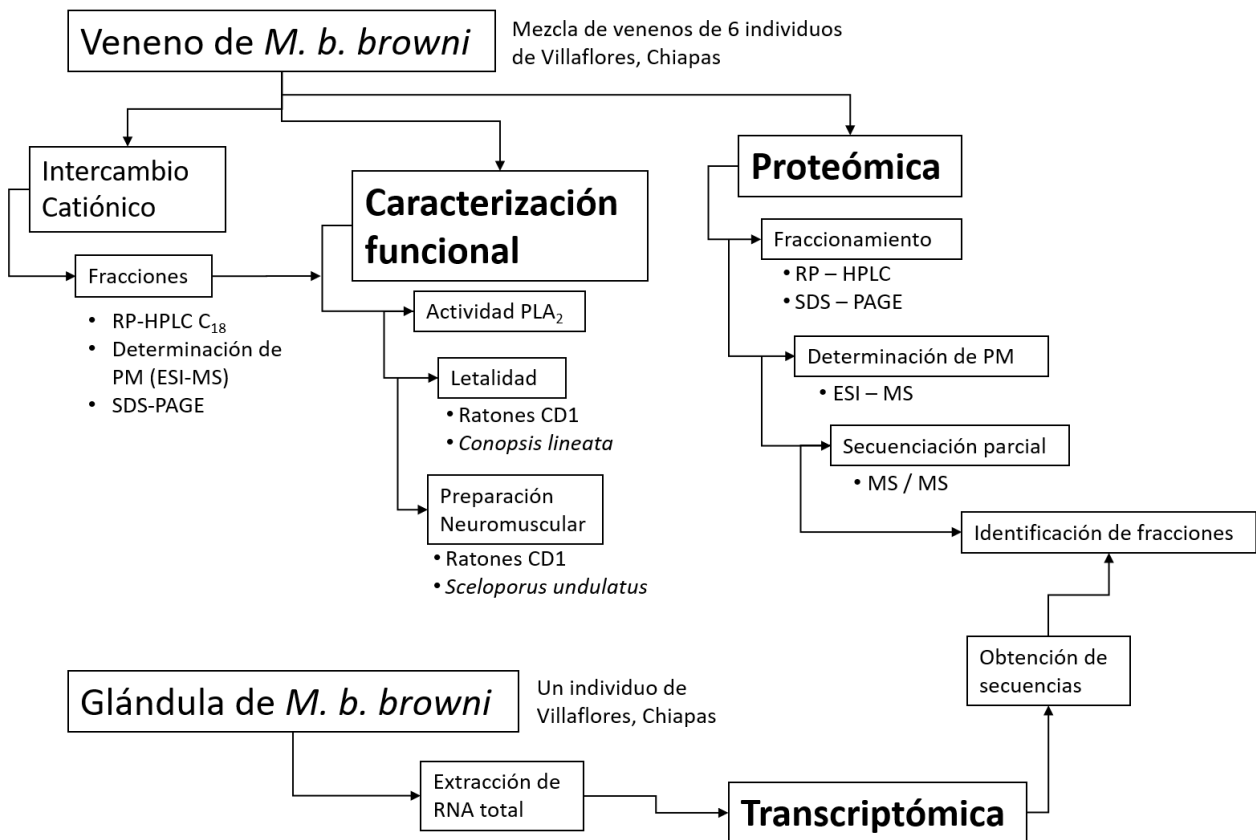 Veneno de M. b. browni
Mezcla de venenos de 6 individuos
de Villaflores, Chiapas
Intercambio
Catiónico
Fracciones
• RP-HPLC C₁₈
• Determinación de
PM (ESI-MS)
• SDS-PAGE
Caracterización
funcional
Actividad PLA₂
Letalidad
• Ratones CD1
• Conopsis lineata
Preparación
Neuromuscular
• Ratones CD1
• Sceloporus undulatus
Proteómica
Fraccionamiento
• RP – HPLC
• SDS – PAGE
Determinación de PM
• ESI – MS
Secuenciación parcial
• MS / MS
Identificación de fracciones
Obtención de
secuencias
Glándula de M. b. browni
Un individuo de
Villaflores, Chiapas
Extracción de
RNA total
Transcriptómica